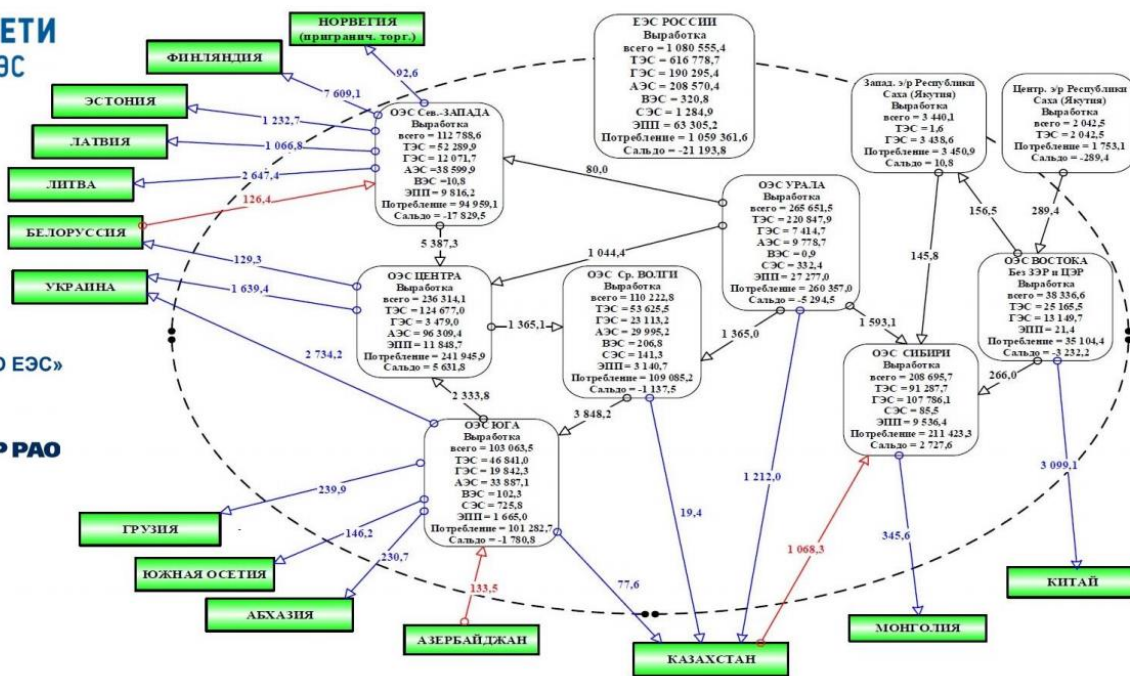 ЕТИ
ЭС
О ЕЭС»
Р РАО
НОРВЕГИЯ
(приграничн. торг.)
ФИНЛЯНДИЯ
ЭСТОНИЯ
ЛАТВИЯ
ЛИТВА
БЕЛОРУССИЯ
УКРАИНА
92,6
7 609,1
1 232,7
1 066,8
2 647,4
126,4
129,3
1 639,4
2 734,2
ЕЭС РОССИИ
Выработка
всего = 1 080 555,4
ТЭС = 616 778,7
ГЭС = 190 295,4
АЭС = 208 570,4
ВЭС = 320,8
СЭС = 1 284,9
ЭПП = 63 305,2
Потребление = 1 059 361,6
Сальдо = -21 193,8
Запад. э/р Республики
Саха (Якутия)
Выработка
всего = 3 440,1
ТЭС = 1,6
ГЭС = 3 438,6
Потребление = 3 450,9
Сальдо = 10,8
Центр. э/р Республики
Саха (Якутия)
Выработка
всего = 2 042,5
ТЭС = 2 042,5
Потребление = 1 753,1
Сальдо = -289,4
ОЭС Сев.-ЗАПАДА
Выработка
всего = 112 788,6
ТЭС = 52 289,9
ГЭС = 12 071,7
АЭС =38 599,9
ВЭС =10,8
ЭПП = 9 816,2
Потребление = 94 959,1
Сальдо = -17 829,5
80,0
5 387,3
1 044,4
ОЭС УРАЛА
Выработка
всего = 265 651,5
ТЭС = 220 847,9
ГЭС = 7 414,7
АЭС = 9 778,7
ВЭС = 0,9
СЭС = 332,4
ЭПП = 27 277,0
Потребление = 260 357,0
Сальдо = -5 294,5
145,8
156,5
289,4
ОЭС ВОСТОКА
Без ЗЭР и ЦЭР
Выработка
всего = 38 336,6
ТЭС = 25 165,5
ГЭС = 13 149,7
ЭПП = 21,4
Потребление = 35 104,4
Сальдо = -3 232,2
ОЭС ЦЕНТРА
Выработка
всего = 236 314,1
ТЭС = 124 677,0
ГЭС = 3 479,0
АЭС = 96 309,4
ЭПП = 11 848,7
Потребление = 241 945,9
Сальдо = 5 631,8
1 365,1
ОЭС Ср. ВОЛГИ
Выработка
всего = 110 222,8
ТЭС = 53 625,5
ГЭС = 23 113,2
АЭС = 29 995,2
ВЭС = 206,8
СЭС = 141,3
ЭПП = 3 140,7
Потребление = 109 085,2
Сальдо = -1 137,5
1 365,0
1 593,1
266,0
ОЭС СИБИРИ
Выработка
всего = 208 695,7
ТЭС = 91 287,7
ГЭС = 107 786,1
СЭС = 85,5
ЭПП = 9 536,4
Потребление = 211 423,3
Сальдо = 2 727,6
2 333,8
3 848,2
ОЭС ЮГА
Выработка
всего = 103 063,5
ТЭС = 46 841,0
ГЭС = 19 842,3
АЭС = 33 887,1
ВЭС = 102,3
СЭС = 725,8
ЭПП = 1 665,0
Потребление = 101 282,7
Сальдо = -1 780,8
239,9
146,2
230,7
133,5
77,6
19,4
1 212,0
1 068,3
345,6
3 099,1
ГРУЗИЯ
ЮЖНАЯ ОСЕТИЯ
АБХАЗИЯ
АЗЕРБАЙДЖАН
КАЗАХСТАН
МОНГОЛИЯ
КИТАЙ